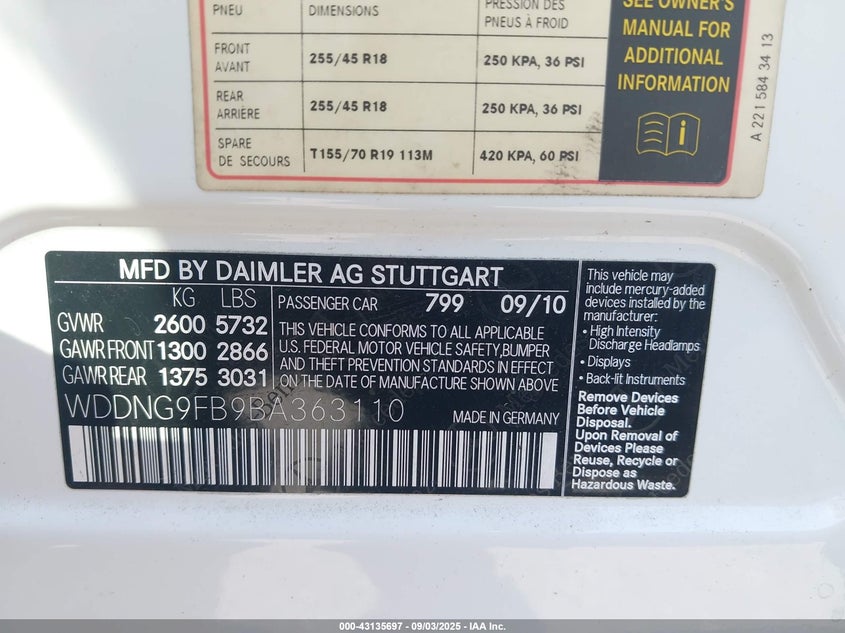 PNEU DIMENSIONS PRESSION DES PNEUS À FROID
FRONT AVANT 255/45 R18 250 KPA, 36 PSI
REAR ARRIÈRE 255/45 R18 250 KPA, 36 PSI
SPARE DE SECOURS T155/70 R19 113M 420 KPA, 60 PSI
SEE OWNER'S
MANUAL FOR
ADDITIONAL
INFORMATION
A 221 584 34 13
MFD BY DAIMLER AG STUTTGART
KG LBS
GVWR 2600 5732
GAWR FRONT 1300 2866
GAWR REAR 1375 3031
PASSENGER CAR 799 09/10
THIS VEHICLE CONFORMS TO ALL APPLICABLE
U.S. FEDERAL MOTOR VEHICLE SAFETY,BUMPER
AND THEFT PREVENTION STANDARDS IN EFFECT
ON THE DATE OF MANUFACTURE SHOWN ABOVE
WDDNG9FB9BA363110
MADE IN GERMANY
This vehicle may
include mercury-added
devices installed by the
manufacturer:
• High Intensity
Discharge Headlamps
• Displays
• Back-lit Instruments
Remove Devices
Before Vehicle
Disposal.
Upon Removal of
Devices Please
Reuse, Recycle or
Dispose as
Hazardous Waste.
000-43135697 - 09/03/2025 - IAA Inc.